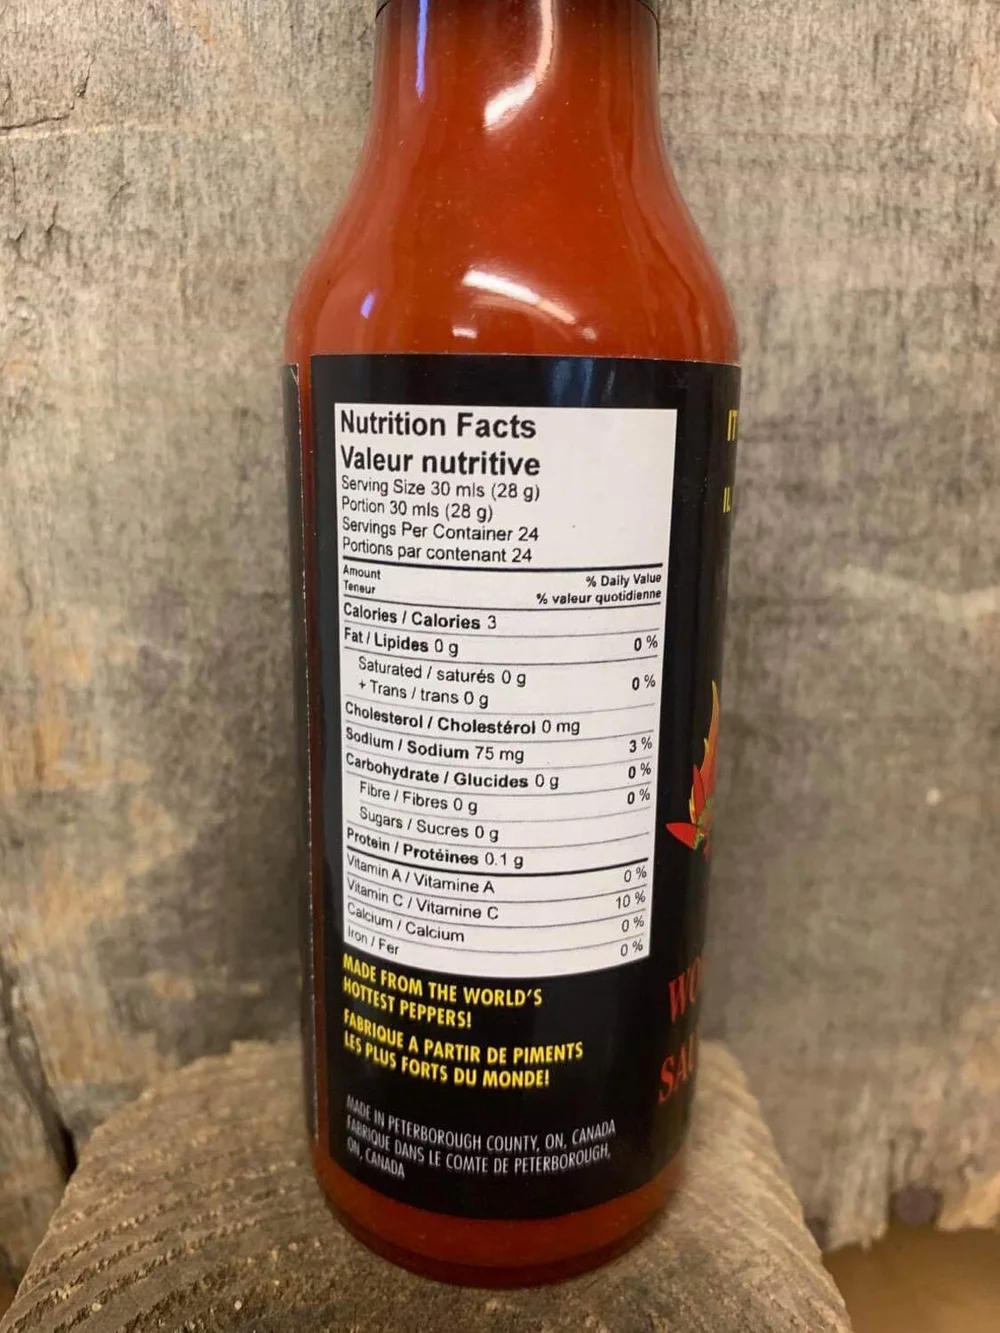 Nutrition Facts
Valeur nutritive
Serving Size 30 mls (28 g)
Portion 30 mls (28 g)
Servings Per Container 24
Portions par contenant 24
Amount
Teneur
% Daily Value
% valeur quotidienne
Calories / Calories 3
Fat / Lipides 0 g 0 %
Saturated / saturés 0 g
+ Trans / trans 0 g 0 %
Cholesterol / Cholestérol 0 mg
Sodium / Sodium 75 mg 3 %
Carbohydrate / Glucides 0 g 0 %
Fibre / Fibres 0 g 0 %
Sugars / Sucres 0 g
Protein / Protéines 0.1 g
Vitamin A / Vitamine A 0 %
Vitamin C / Vitamine C 10 %
Calcium / Calcium 0 %
Iron / Fer 0 %
MADE FROM THE WORLD'S
HOTTEST PEPPERS!
FABRIQUE A PARTIR DE PIMENTS
LES PLUS FORTS DU MONDE!
MADE IN PETERBOROUGH COUNTY, ON, CANADA
FABRIQUE DANS LE COMTE DE PETERBOROUGH,
ON, CANADA
IT
IL